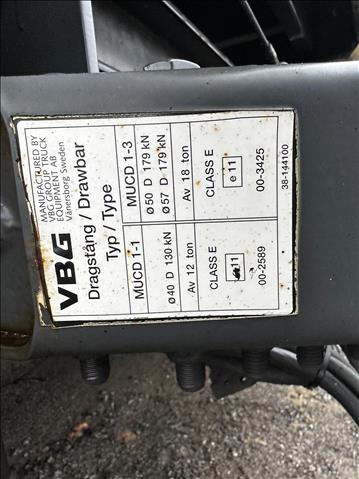 VBG
MANUFACTURED BY
VBG GROUP TRUCK
EQUIPMENT AB
Vänersborg Sweden
Dragstång / Drawbar
Typ / Type
MUCD 1-1
MUCD 1-3
ø40 D 130 kN
ø50 D 179 kN
ø57 D 179 kN
Av 12 ton
Av 18 ton
CLASS E
CLASS E
e11
e 11
00-2589
00-3425
38-144100